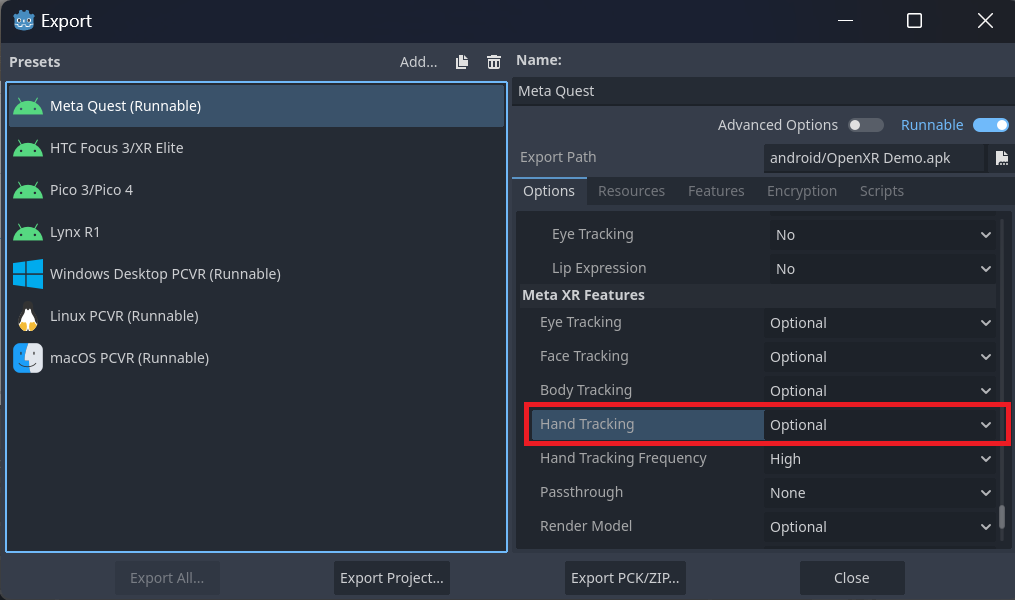 Export
Presets
Add...
Name:
Meta Quest (Runnable)
HTC Focus 3/XR Elite
Pico 3/Pico 4
Lynx R1
Windows Desktop PCVR (Runnable)
Linux PCVR (Runnable)
macOS PCVR (Runnable)
Meta Quest
Advanced Options
Runnable
Export Path
android/OpenXR Demo.apk
Options Resources Features Encryption Scripts
Eye Tracking No
Lip Expression No
Meta XR Features
Eye Tracking Optional
Face Tracking Optional
Body Tracking Optional
Hand Tracking Optional
Hand Tracking Frequency High
Passthrough None
Render Model Optional
Export All...
Export Project...
Export PCK/ZIP...
Close